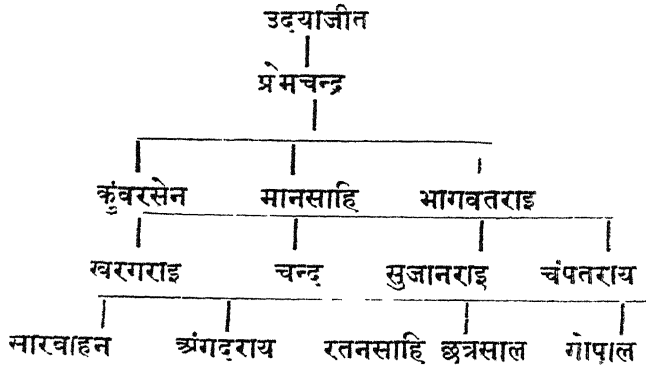 उदयाजीत
प्रेमचन्द्र
कुंवरसेन मानसाहि भागवतराइ
खरगराइ चन्द सुजानराइ चंपतराय
सारवाहन अंगदराय रतनसाहि छत्रसाल गोपाल